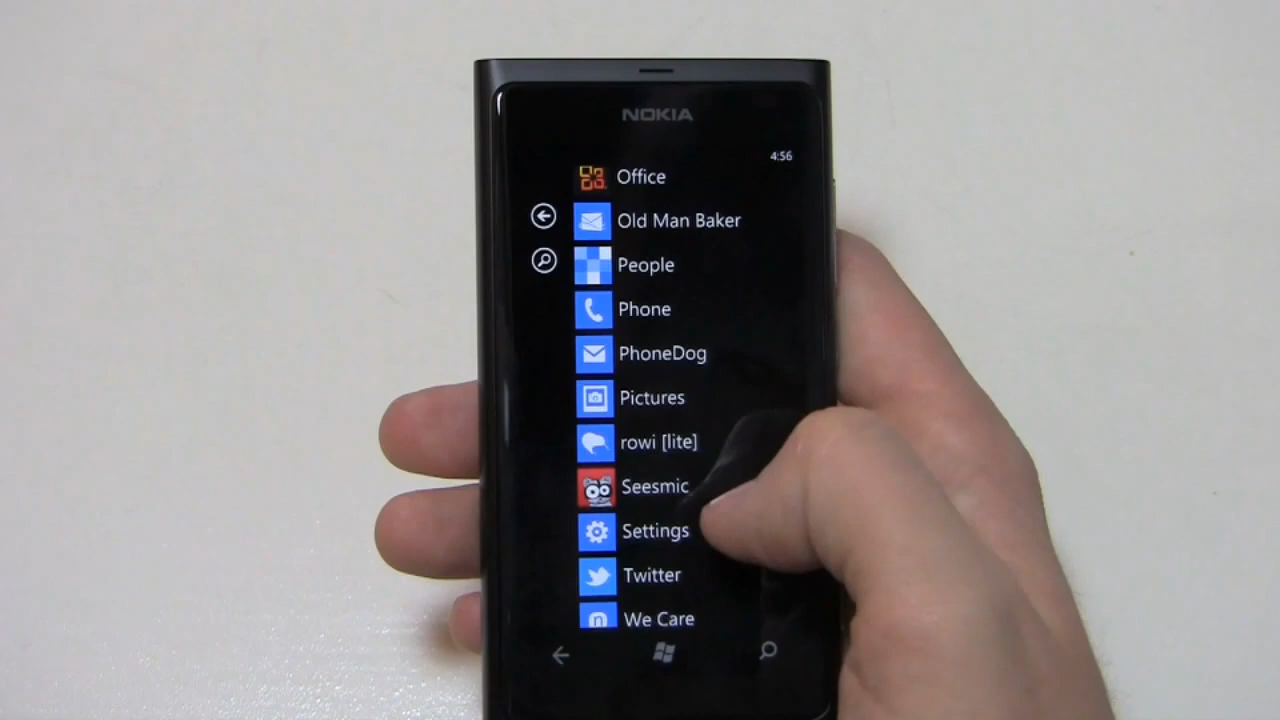 NOKIA
4:56
Office
Old Man Baker
People
Phone
PhoneDog
Pictures
rowi [lite]
Seesmic
Settings
Twitter
We Care